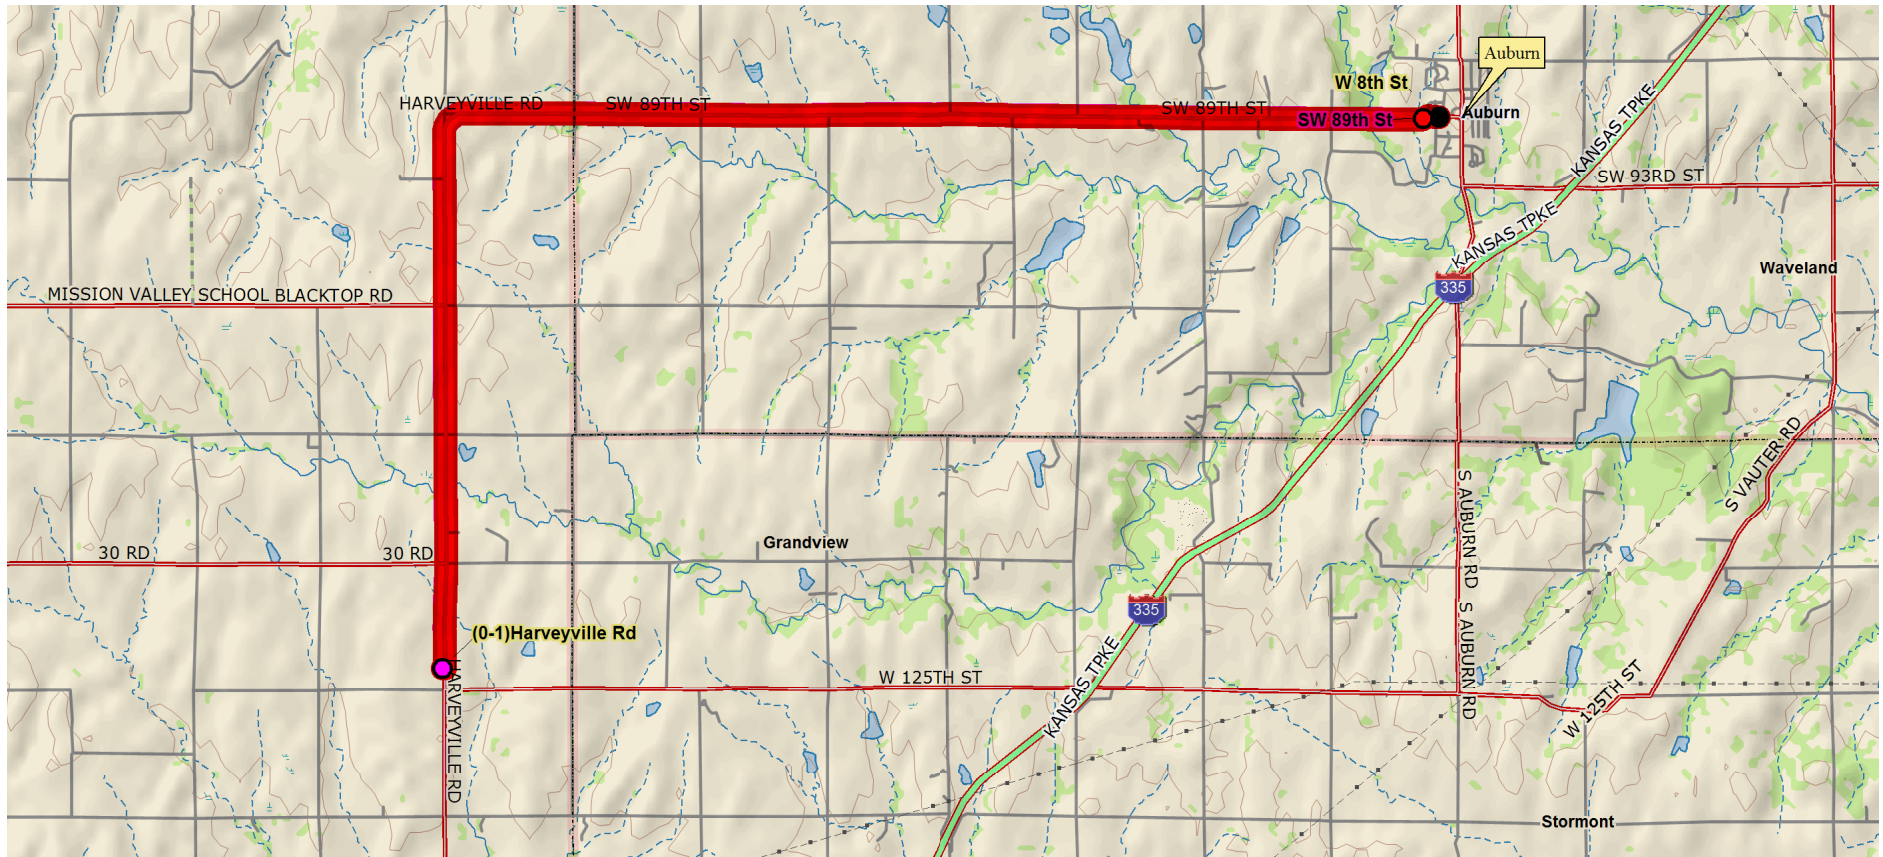 Auburn
W 8th St
HARVEYVILLE RD
SW 89TH ST
SW 89TH ST
SW 89th St
Auburn
KANSAS TPKE
SW 93RD ST
KANSAS TPKE
Waveland
335
MISSION VALLEY SCHOOL BLACKTOP RD
S VAUTER RD
S AUBURN RD
30 RD
30 RD
Grandview
335
(0-1)Harveyville Rd
S AUBURN RD
HARVEYVILLE RD
W 125TH ST
KANSAS TPKE
W 125TH ST
Stormont